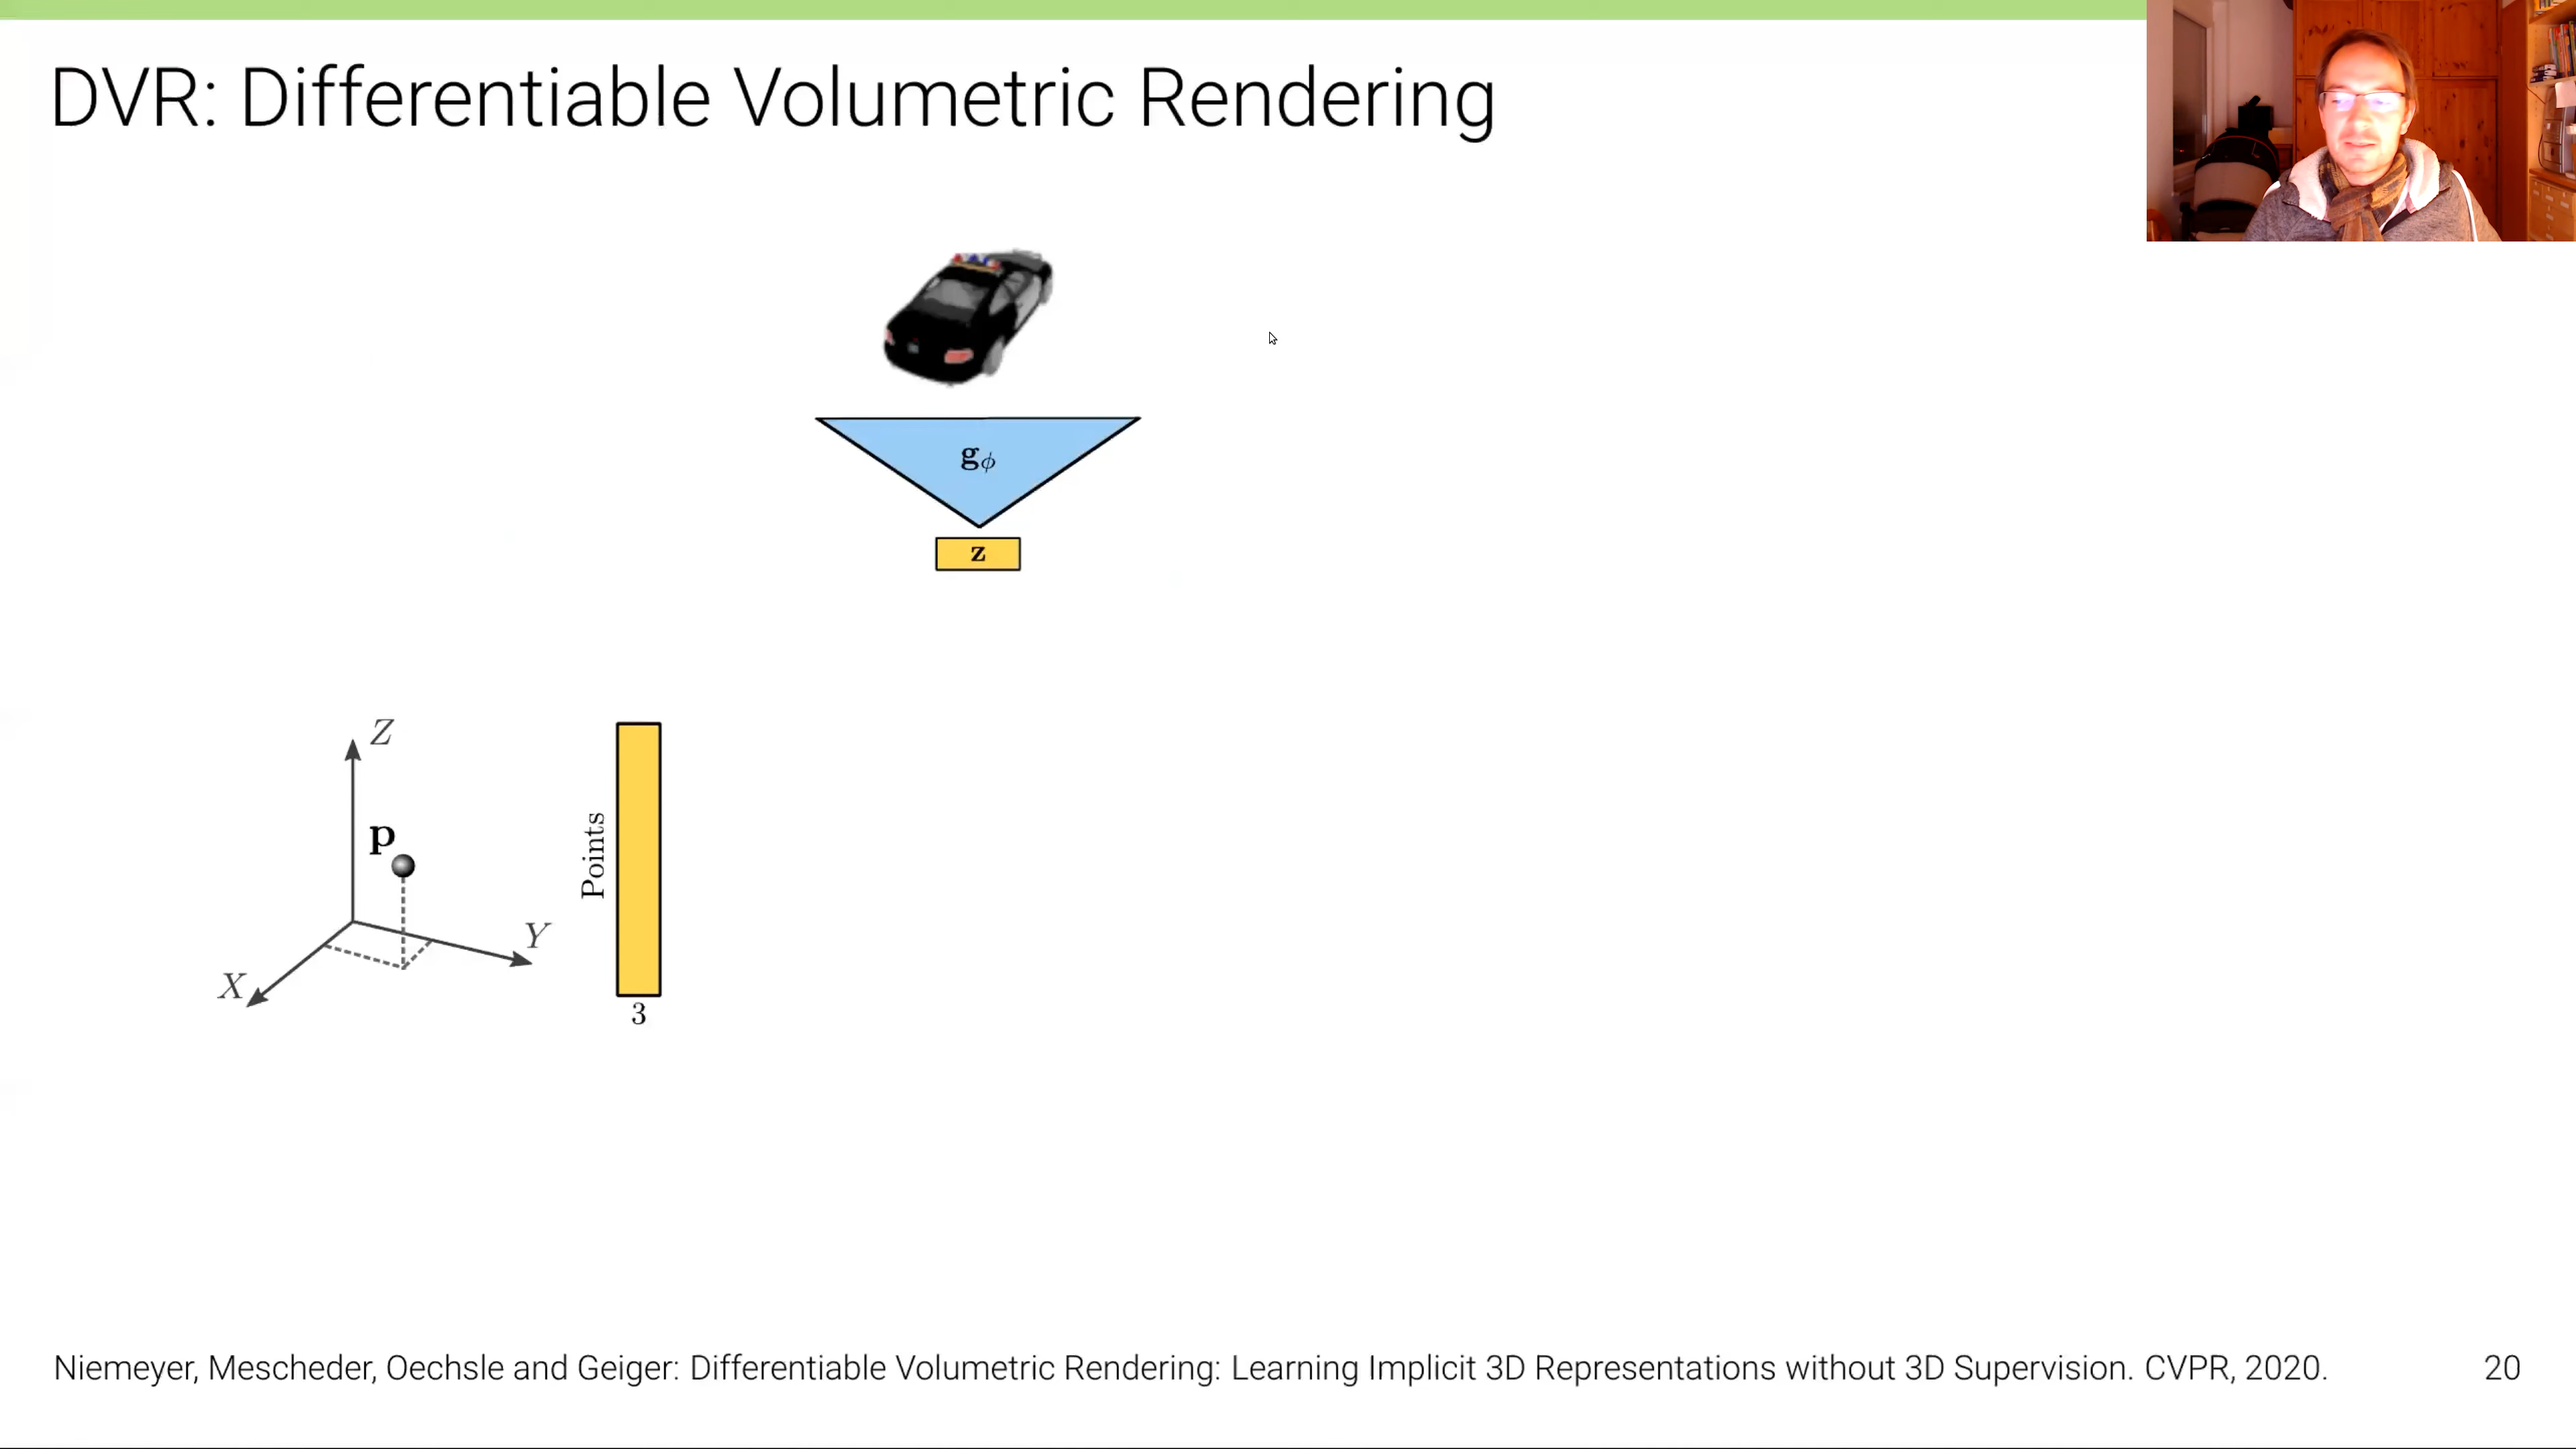 DVR: Differentiable Volumetric Rendering
g𝜙
z
Z
p
Y
X
Points
3
Niemeyer, Mescheder, Oechsle and Geiger: Differentiable Volumetric Rendering: Learning Implicit 3D Representations without 3D Supervision. CVPR, 2020.
20